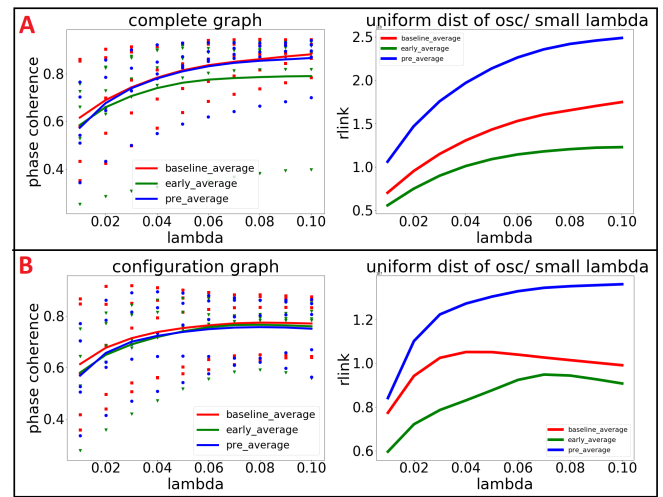 A
complete graph
phase coherence
0.8
0.6
0.4
baseline_average
early_average
pre_average
0.02 0.04 0.06 0.08 0.10
lambda
uniform dist of osc/ small lambda
rlink
2.5
2.0
1.5
1.0
0.5
baseline_average
early_average
pre_average
0.02 0.04 0.06 0.08 0.10
lambda
B
configuration graph
phase coherence
0.8
0.6
0.4
baseline_average
early_average
pre_average
0.02 0.04 0.06 0.08 0.10
lambda
uniform dist of osc/ small lambda
rlink
1.2
1.0
0.8
0.6
baseline_average
early_average
pre_average
0.02 0.04 0.06 0.08 0.10
lambda